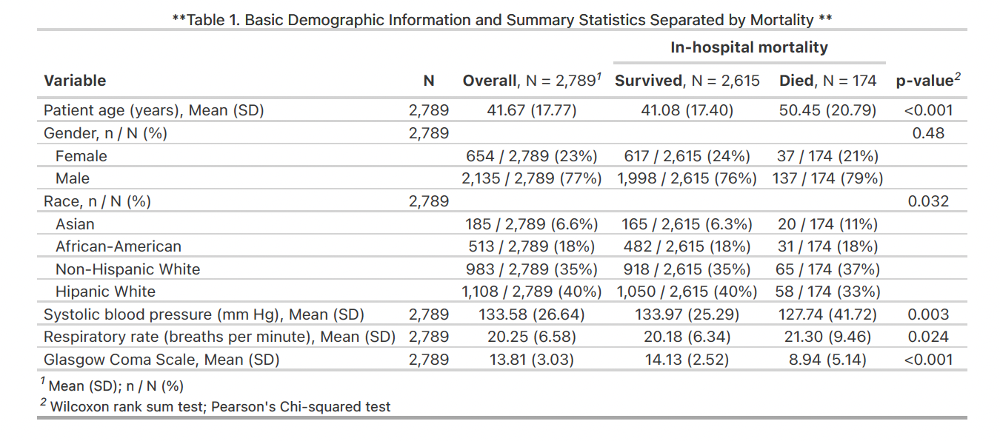 **Table 1. Basic Demographic Information and Summary Statistics Separated by Mortality **
In-hospital mortality
Variable N Overall, N = 2,789¹ Survived, N = 2,615 Died, N = 174 p-value²
Patient age (years), Mean (SD) 2,789 41.67 (17.77) 41.08 (17.40) 50.45 (20.79) <0.001
Gender, n / N (%) 2,789 0.48
Female 654 / 2,789 (23%) 617 / 2,615 (24%) 37 / 174 (21%)
Male 2,135 / 2,789 (77%) 1,998 / 2,615 (76%) 137 / 174 (79%)
Race, n / N (%) 2,789 0.032
Asian 185 / 2,789 (6.6%) 165 / 2,615 (6.3%) 20 / 174 (11%)
African-American 513 / 2,789 (18%) 482 / 2,615 (18%) 31 / 174 (18%)
Non-Hispanic White 983 / 2,789 (35%) 918 / 2,615 (35%) 65 / 174 (37%)
Hipanic White 1,108 / 2,789 (40%) 1,050 / 2,615 (40%) 58 / 174 (33%)
Systolic blood pressure (mm Hg), Mean (SD) 2,789 133.58 (26.64) 133.97 (25.29) 127.74 (41.72) 0.003
Respiratory rate (breaths per minute), Mean (SD) 2,789 20.25 (6.58) 20.18 (6.34) 21.30 (9.46) 0.024
Glasgow Coma Scale, Mean (SD) 2,789 13.81 (3.03) 14.13 (2.52) 8.94 (5.14) <0.001
¹ Mean (SD); n / N (%)
² Wilcoxon rank sum test; Pearson's Chi-squared test